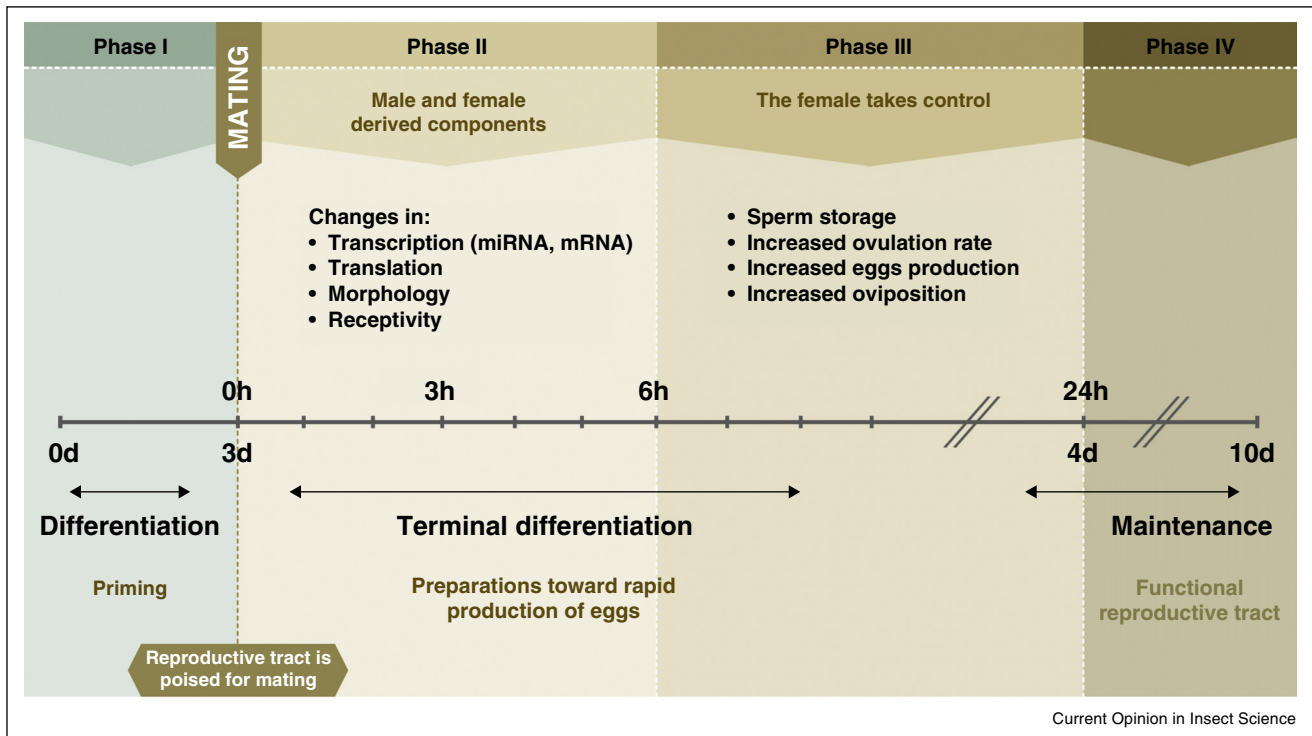 Phase I
MATING
Phase II
Phase III
Phase IV
Male and female
derived components
The female takes control
Changes in:
• Transcription (miRNA, mRNA)
• Translation
• Morphology
• Receptivity
• Sperm storage
• Increased ovulation rate
• Increased eggs production
• Increased oviposition
0h
3h
6h
24h
0d
3d
4d
10d
Differentiation
Terminal differentiation
Maintenance
Priming
Preparations toward rapid
production of eggs
Functional
reproductive tract
Reproductive tract is
poised for mating
Current Opinion in Insect Science